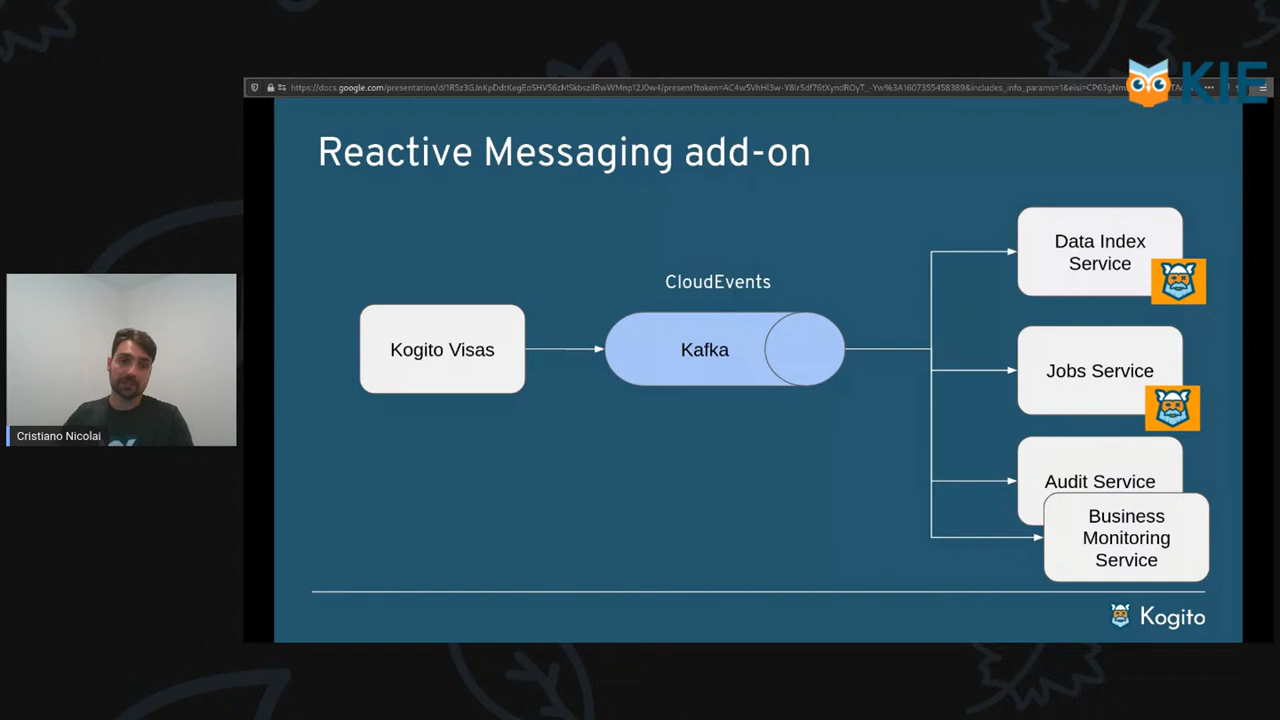 KIE
Reactive Messaging add-on
CloudEvents
Kogito Visas
Kafka
Data Index
Service
Jobs Service
Audit Service
Business
Monitoring
Service
Cristiano Nicolai
Kogito